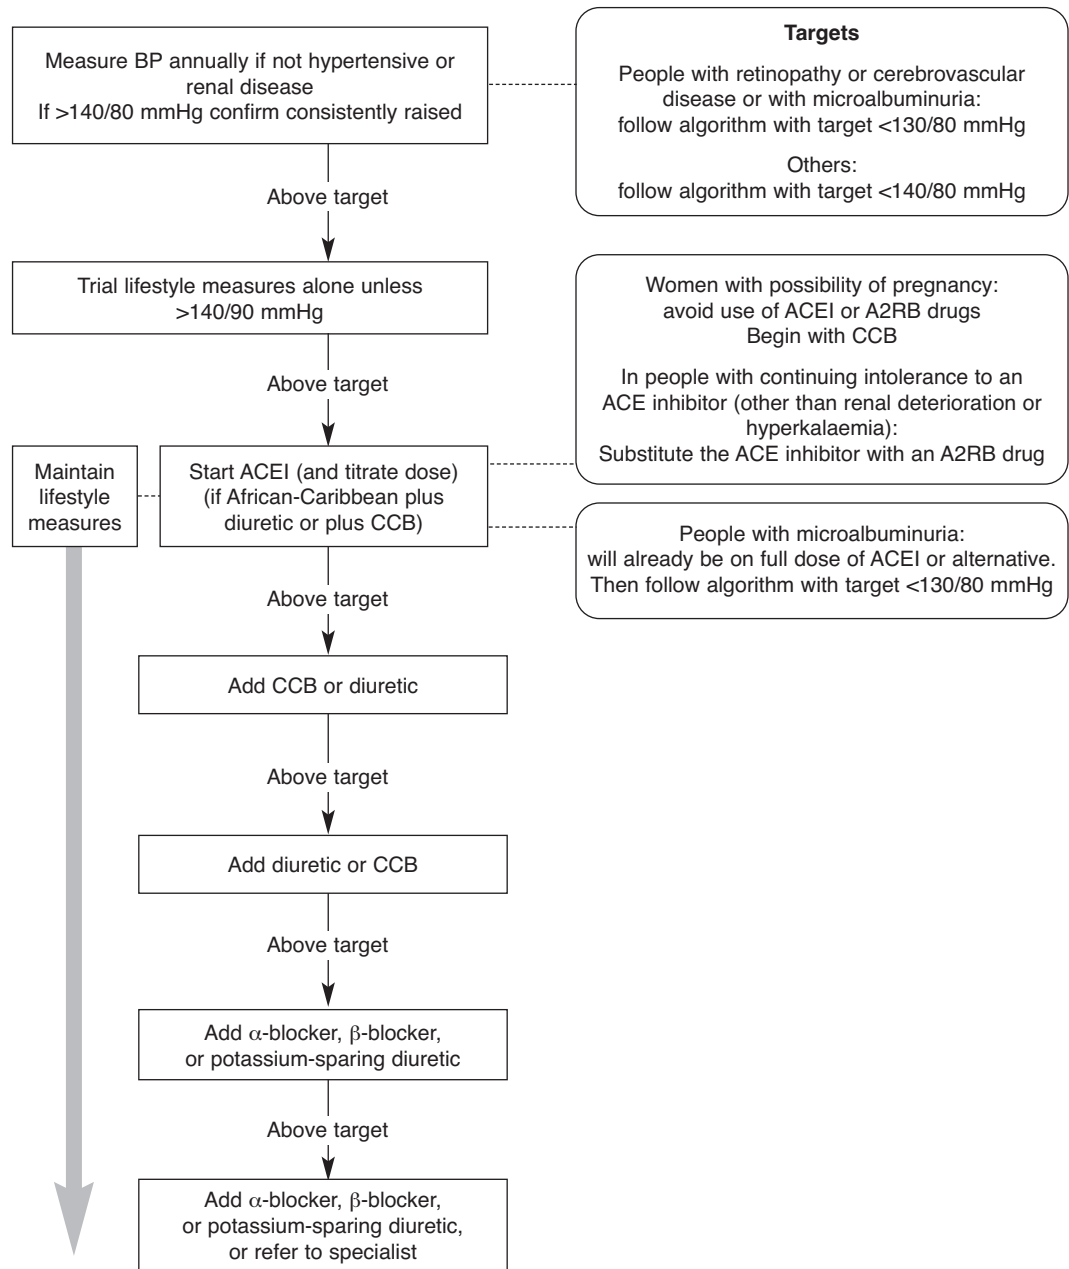 Measure BP annually if not hypertensive or
renal disease
If >140/80 mmHg confirm consistently raised
Targets
People with retinopathy or cerebrovascular
disease or with microalbuminuria:
follow algorithm with target <130/80 mmHg
Others:
follow algorithm with target <140/80 mmHg
Above target
Trial lifestyle measures alone unless
>140/90 mmHg
Women with possibility of pregnancy:
avoid use of ACEI or A2RB drugs
Begin with CCB
In people with continuing intolerance to an
ACE inhibitor (other than renal deterioration or
hyperkalaemia):
Substitute the ACE inhibitor with an A2RB drug
Above target
Maintain
lifestyle
measures
Start ACEI (and titrate dose)
(if African-Caribbean plus
diuretic or plus CCB)
People with microalbuminuria:
will already be on full dose of ACEI or alternative.
Then follow algorithm with target <130/80 mmHg
Above target
Add CCB or diuretic
Above target
Add diuretic or CCB
Above target
Add α-blocker, β-blocker,
or potassium-sparing diuretic
Above target
Add α-blocker, β-blocker,
or potassium-sparing diuretic,
or refer to specialist